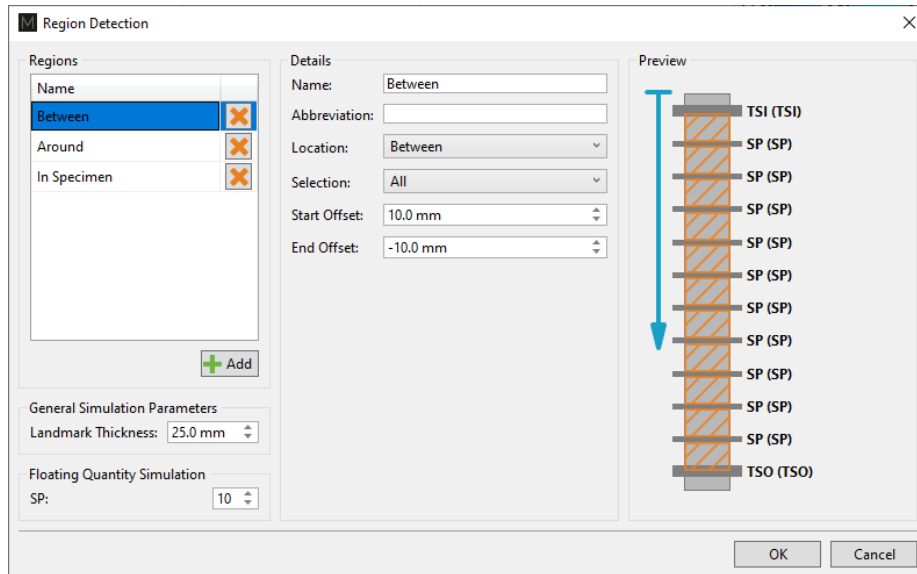 M Region Detection
Regions
Name
Between
Around
In Specimen
Add
General Simulation Parameters
Landmark Thickness: 25.0 mm
Floating Quantity Simulation
SP: 10
Details
Name: Between
Abbreviation:
Location: Between
Selection: All
Start Offset: 10.0 mm
End Offset: -10.0 mm
Preview
TSI (TSI)
SP (SP)
SP (SP)
SP (SP)
SP (SP)
SP (SP)
SP (SP)
SP (SP)
SP (SP)
SP (SP)
SP (SP)
TSO (TSO)
OK Cancel